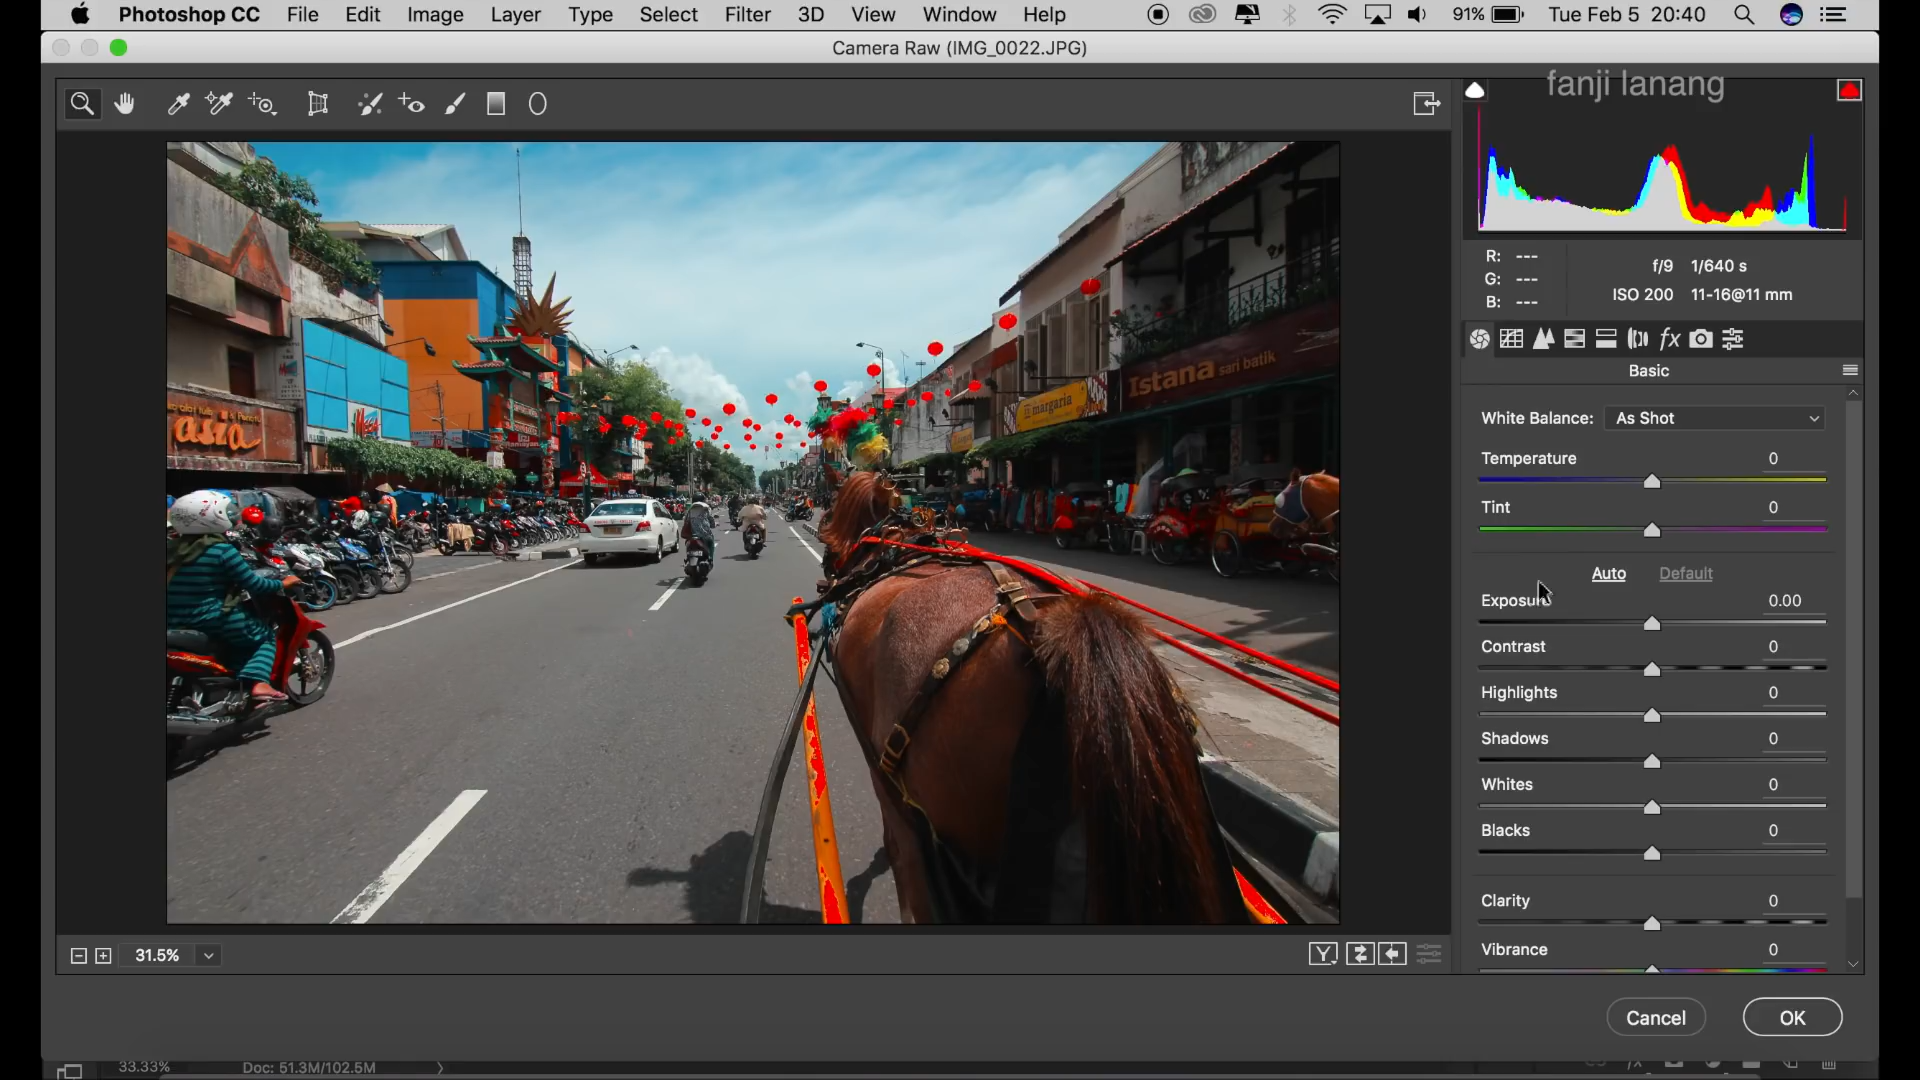 Photoshop CC File Edit Image Layer Type Select Filter 3D View Window Help 91% Tue Feb 5 20:40
Camera Raw (IMG_0022.JPG)
fanji lanang
R: ---
G: ---
B: ---
f/9 1/640 s
ISO 200 11-16@11 mm
Basic
White Balance: As Shot
Temperature 0
Tint 0
Auto Default
Exposure 0.00
Contrast 0
Highlights 0
Shadows 0
Whites 0
Blacks 0
Clarity 0
Vibrance 0
asia
margaria
Istana sari batik
31.5%
Cancel OK
33.33% Doc: 51.3M/102.5M